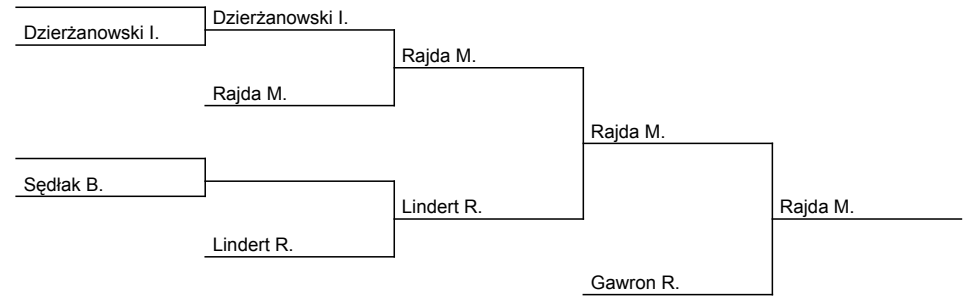 Dzierżanowski I.
Dzierżanowski I.
Rajda M.
Rajda M.
Rajda M.
Sędłak B.
Lindert R.
Rajda M.
Lindert R.
Gawron R.